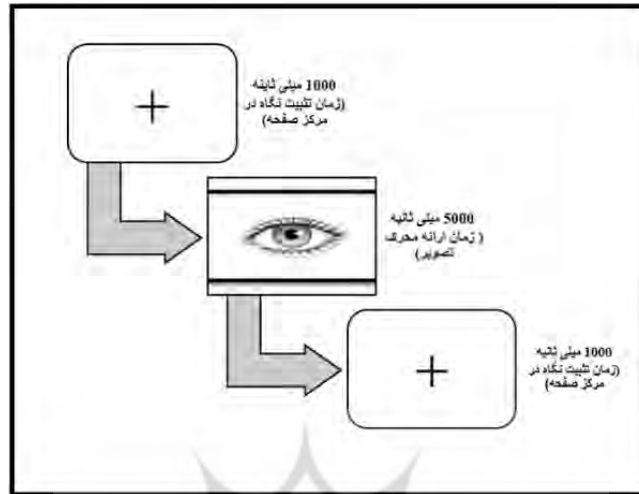 1000 میلی ثانیه
(زمان تثبیت نگاه در
مرکز صفحه)
5000 میلی ثانیه
( زمان ارائه محرک
تصویر)
1000 میلی ثانیه
(زمان تثبیت نگاه در
مرکز صفحه)